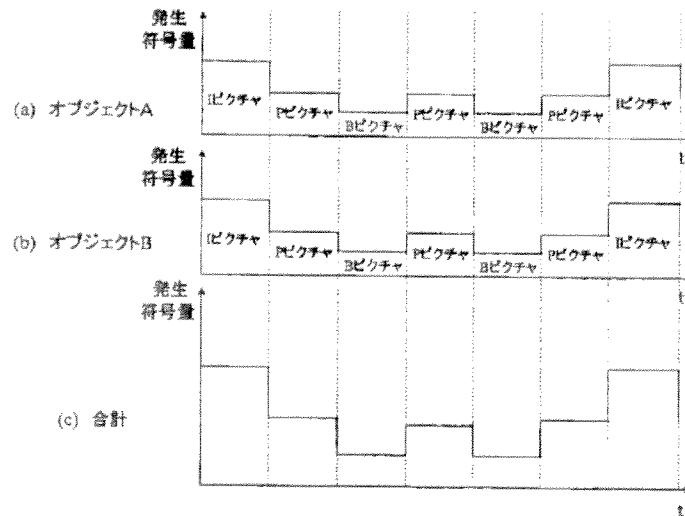 発生
符号量
(a) オブジェクトA
Iピクチャ
Pピクチャ
Bピクチャ
Pピクチャ
Bピクチャ
Pピクチャ
Iピクチャ
t
発生
符号量
(b) オブジェクトB
Iピクチャ
Pピクチャ
Bピクチャ
Pピクチャ
Bピクチャ
Pピクチャ
Iピクチャ
t
発生
符号量
(c) 合計
t